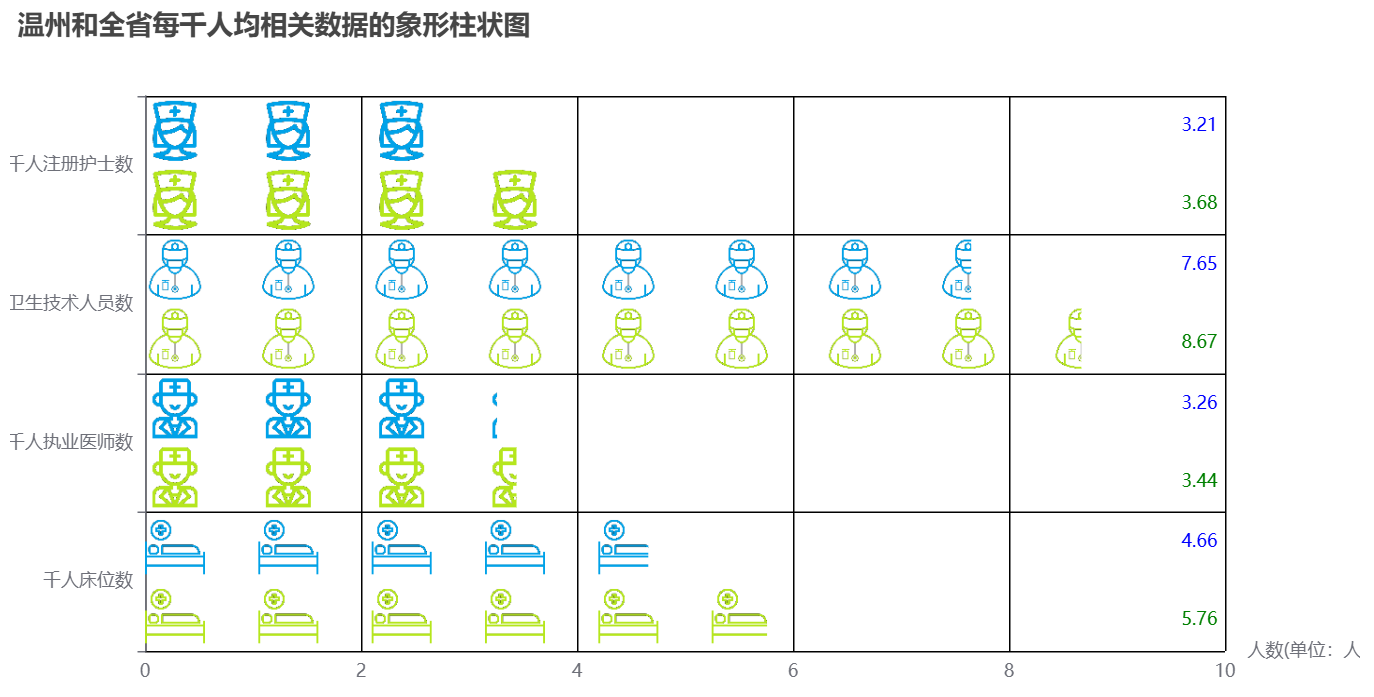 温州和全省每千人均相关数据的象形柱状图
千人注册护士数
3.21
3.68
卫生技术人员数
7.65
8.67
千人执业医师数
3.26
3.44
千人床位数
4.66
5.76
0 2 4 6 8 10
人数(单位：人